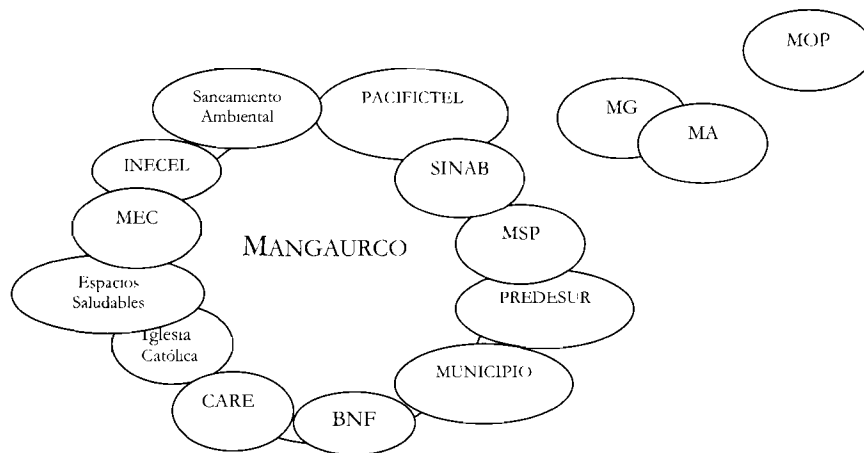 MOP
Saneamiento
Ambiental
PACIFICTEL
MG
MA
INECEL
SINAB
MEC
MSP
MANGAURCO
Espacios
Saludables
PREDESUR
Iglesia
Católica
MUNICIPIO
CARE
BNF